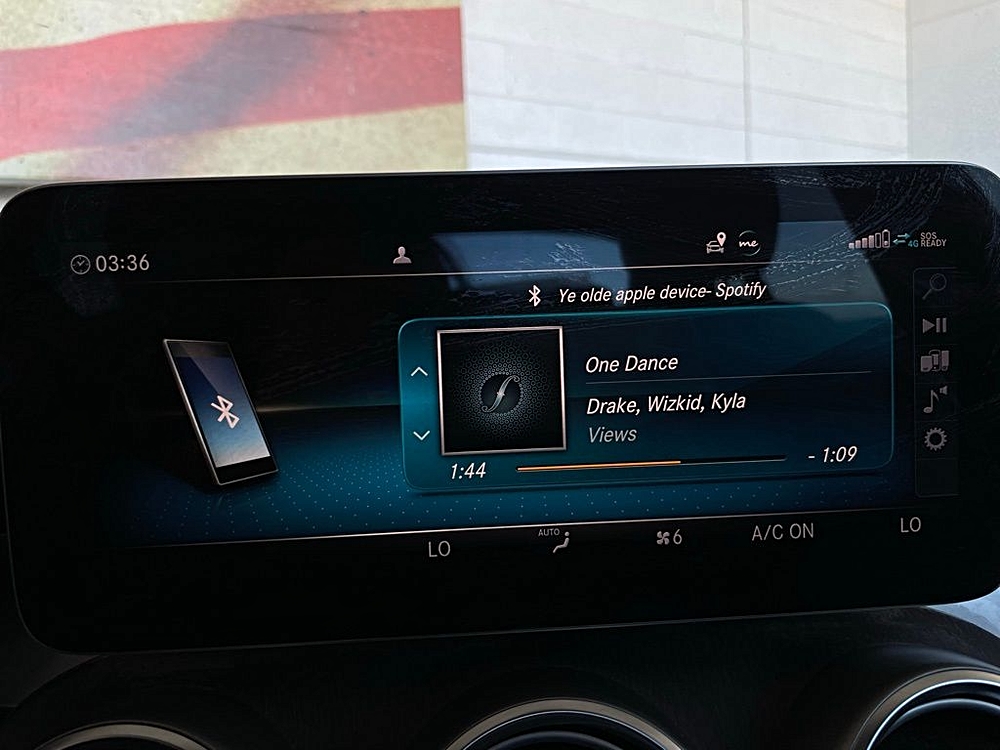 03:36
me
4G
SOS
READY
Ye olde apple device- Spotify
One Dance
Drake, Wizkid, Kyla
Views
1:44
- 1:09
LO
AUTO
6
A/C ON
LO